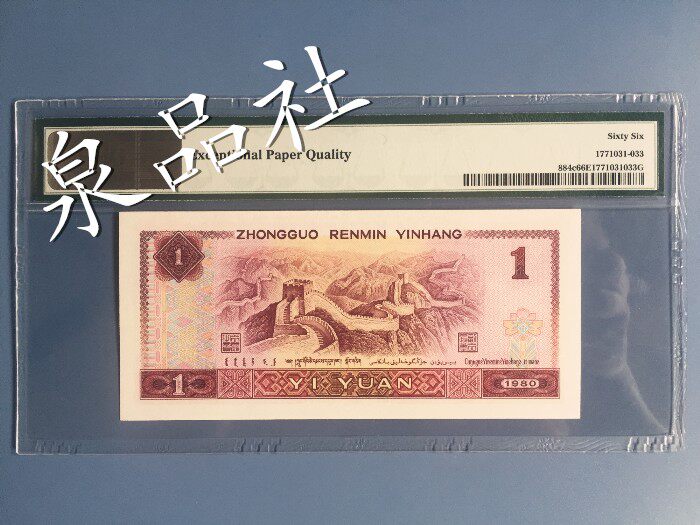 泉品社
Exceptional Paper Quality
Sixty Six
1771031-033
884c66E1771031033G
ZHONGGUO RENMIN YINHANG
1
1
YI YUAN
1
1980